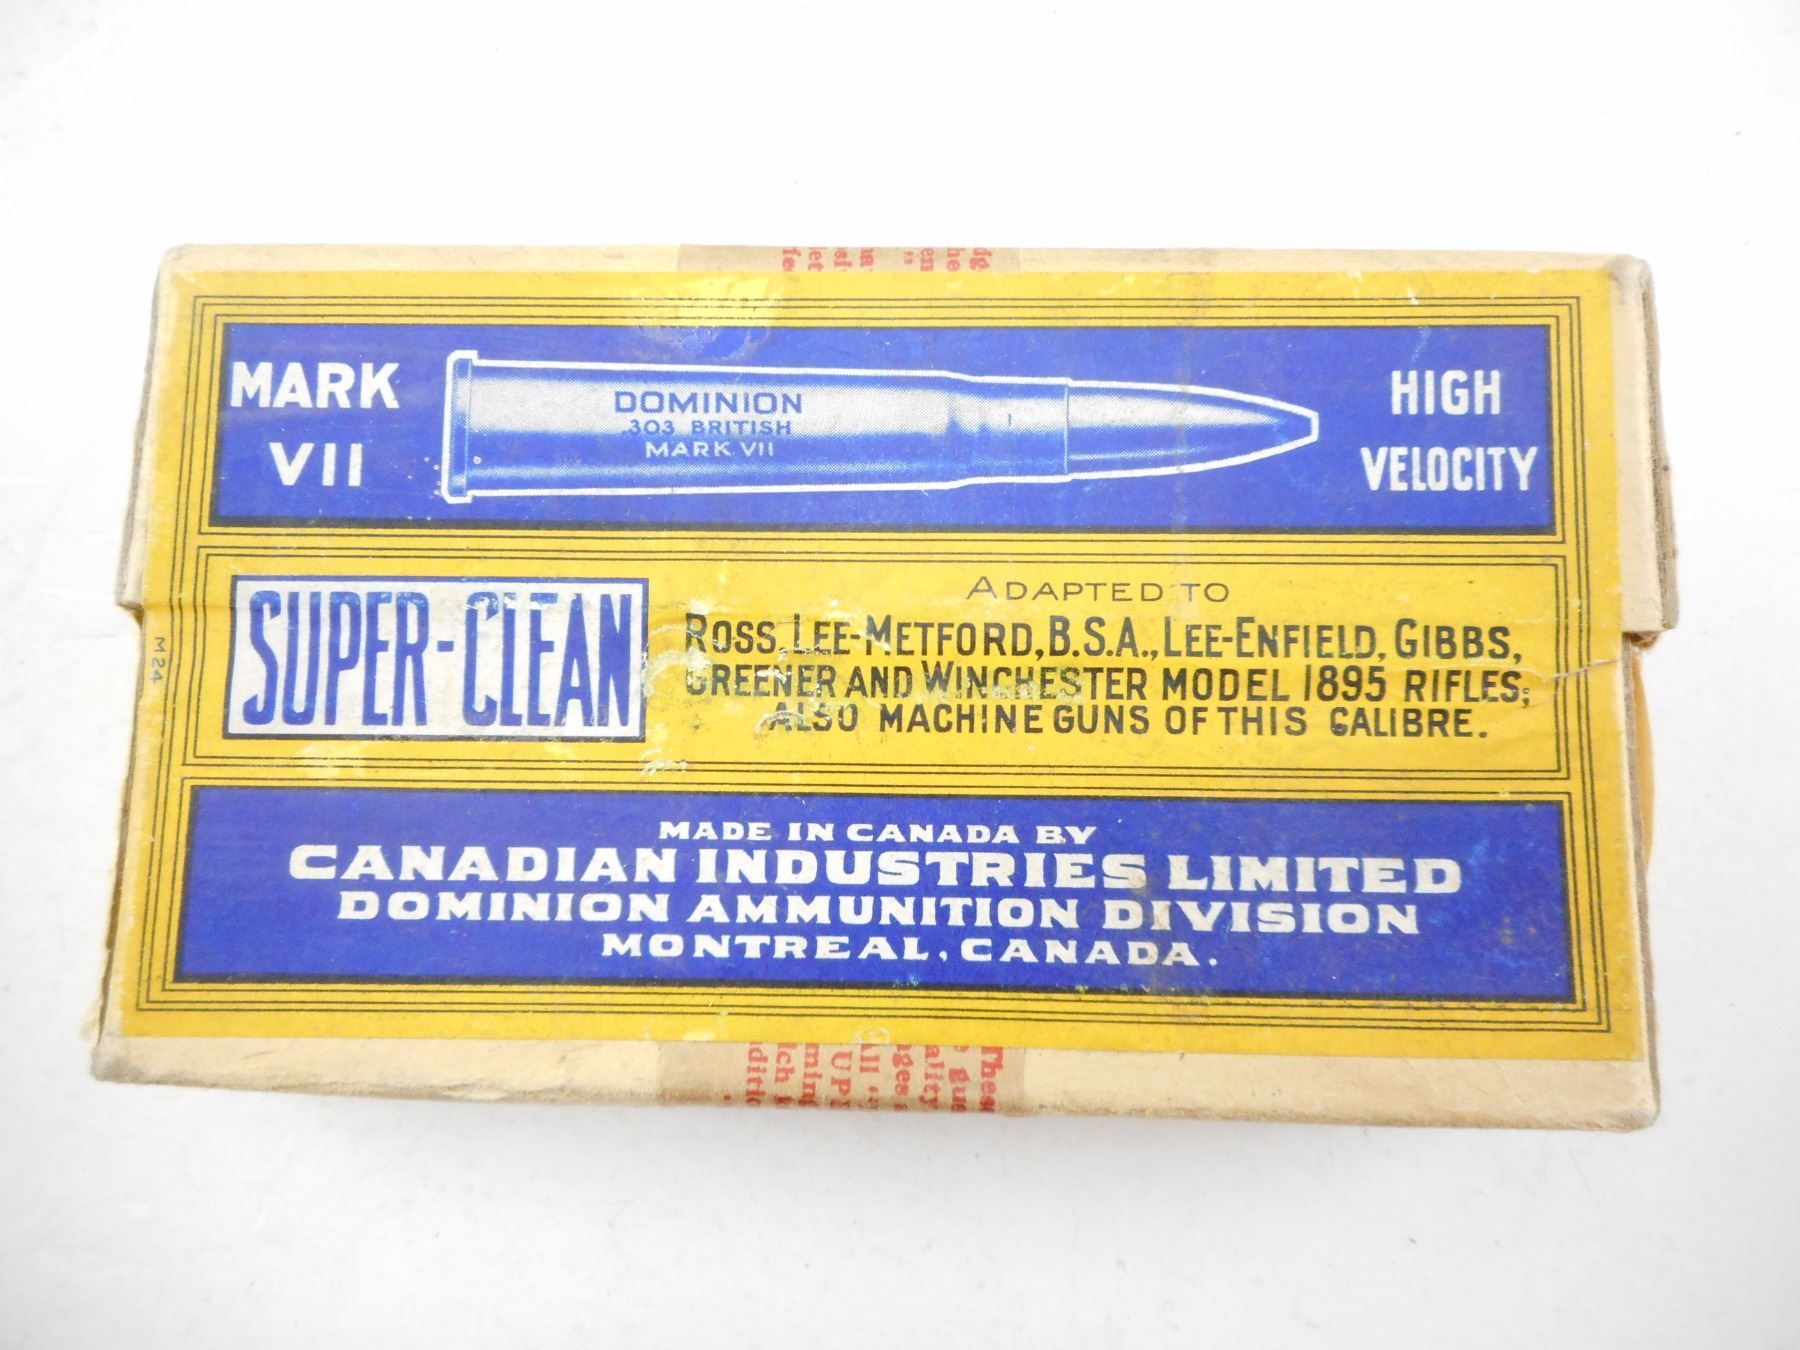 MARK
VII
DOMINION
.303 BRITISH
MARK VII
HIGH
VELOCITY
SUPER-CLEAN
ADAPTED TO
ROSS, LEE-METFORD, B.S.A., LEE-ENFIELD, GIBBS,
GREENER AND WINCHESTER MODEL 1895 RIFLES;
ALSO MACHINE GUNS OF THIS CALIBRE.
M24
MADE IN CANADA BY
CANADIAN INDUSTRIES LIMITED
DOMINION AMMUNITION DIVISION
MONTREAL, CANADA.